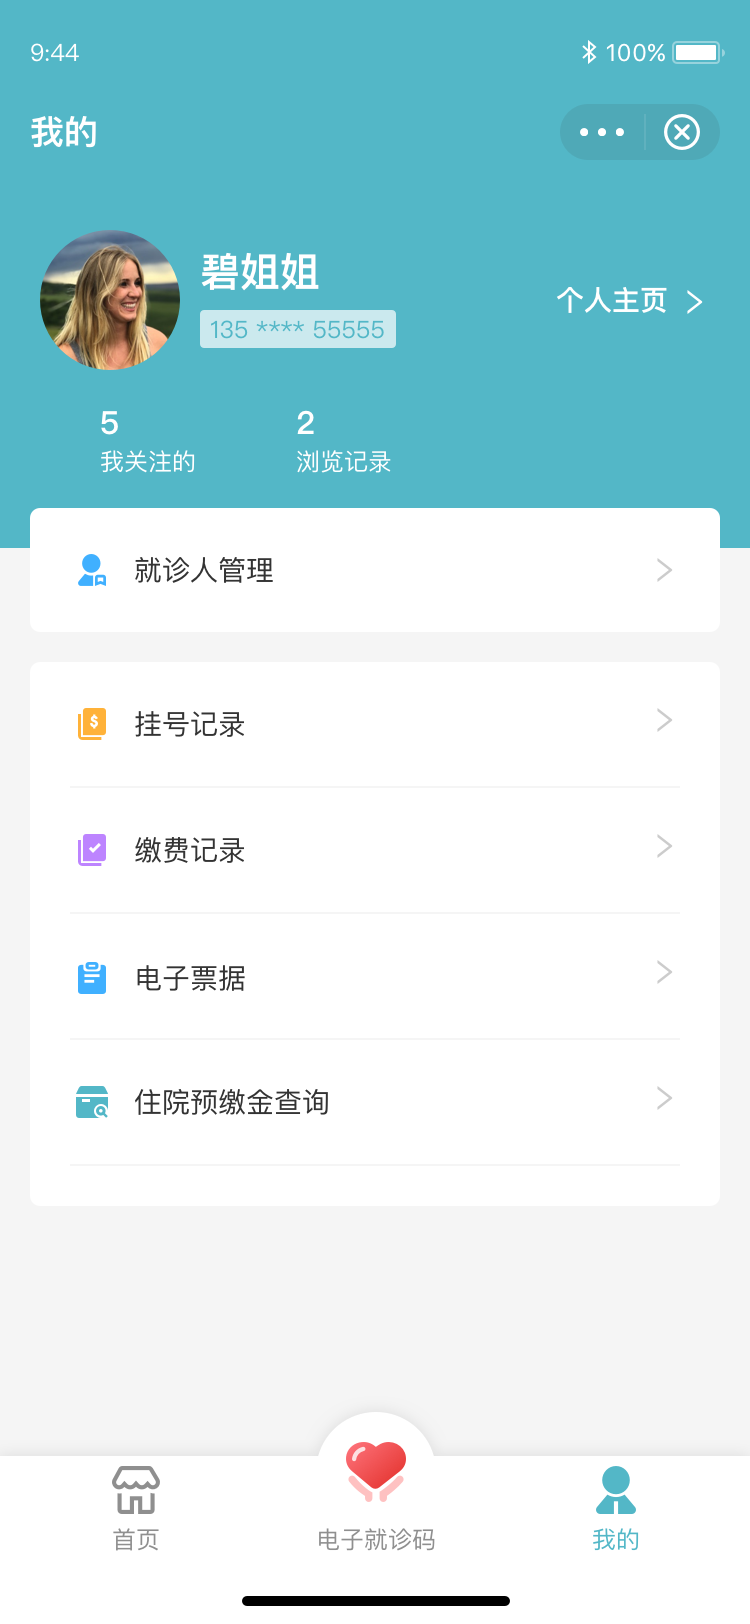 9:44
100%
我的
碧姐姐
135 **** 55555
个人主页
5
2
我关注的
浏览记录
就诊人管理
挂号记录
缴费记录
电子票据
住院预缴金查询
首页
电子就诊码
我的